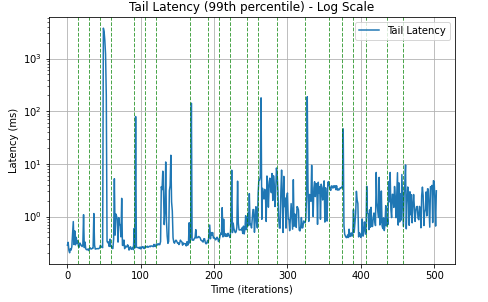 Tail Latency (99th percentile) - Log Scale
Tail Latency
Latency (ms)
10³
10²
10¹
10⁰
0 100 200 300 400 500
Time (iterations)